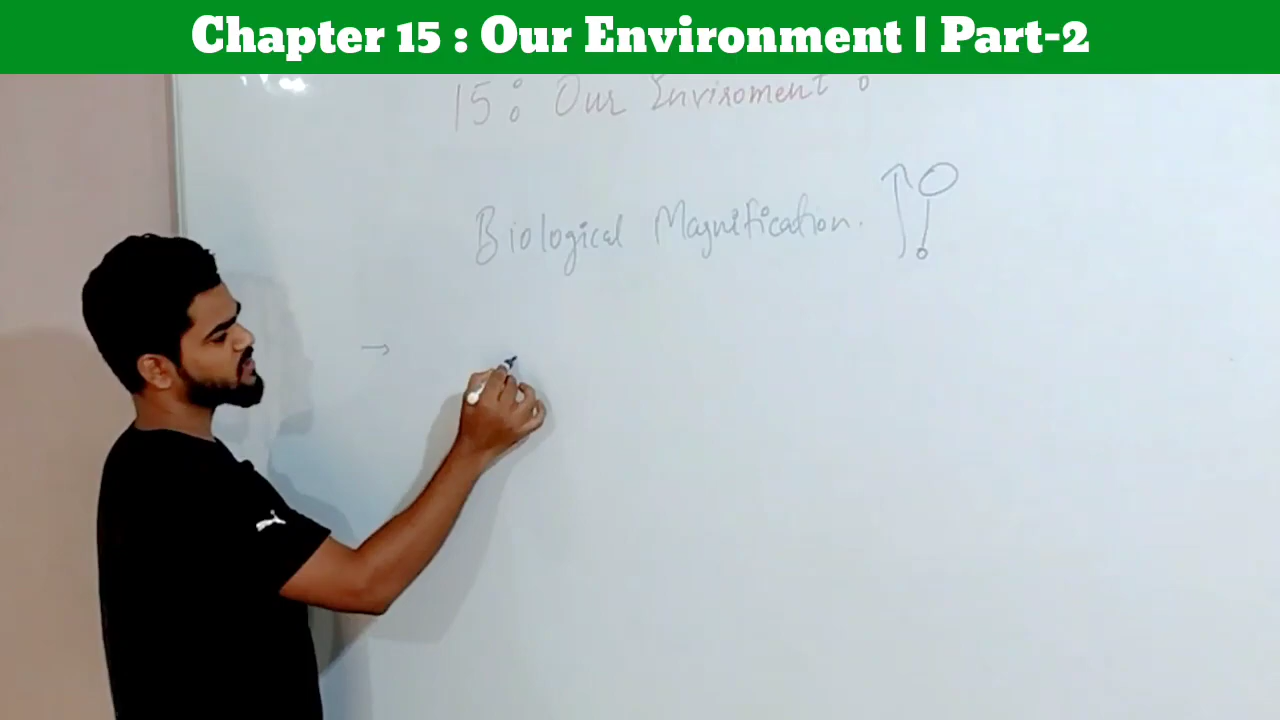 Chapter 15 : Our Environment | Part-2
15: Our Enviroment :
Biological Magnification.